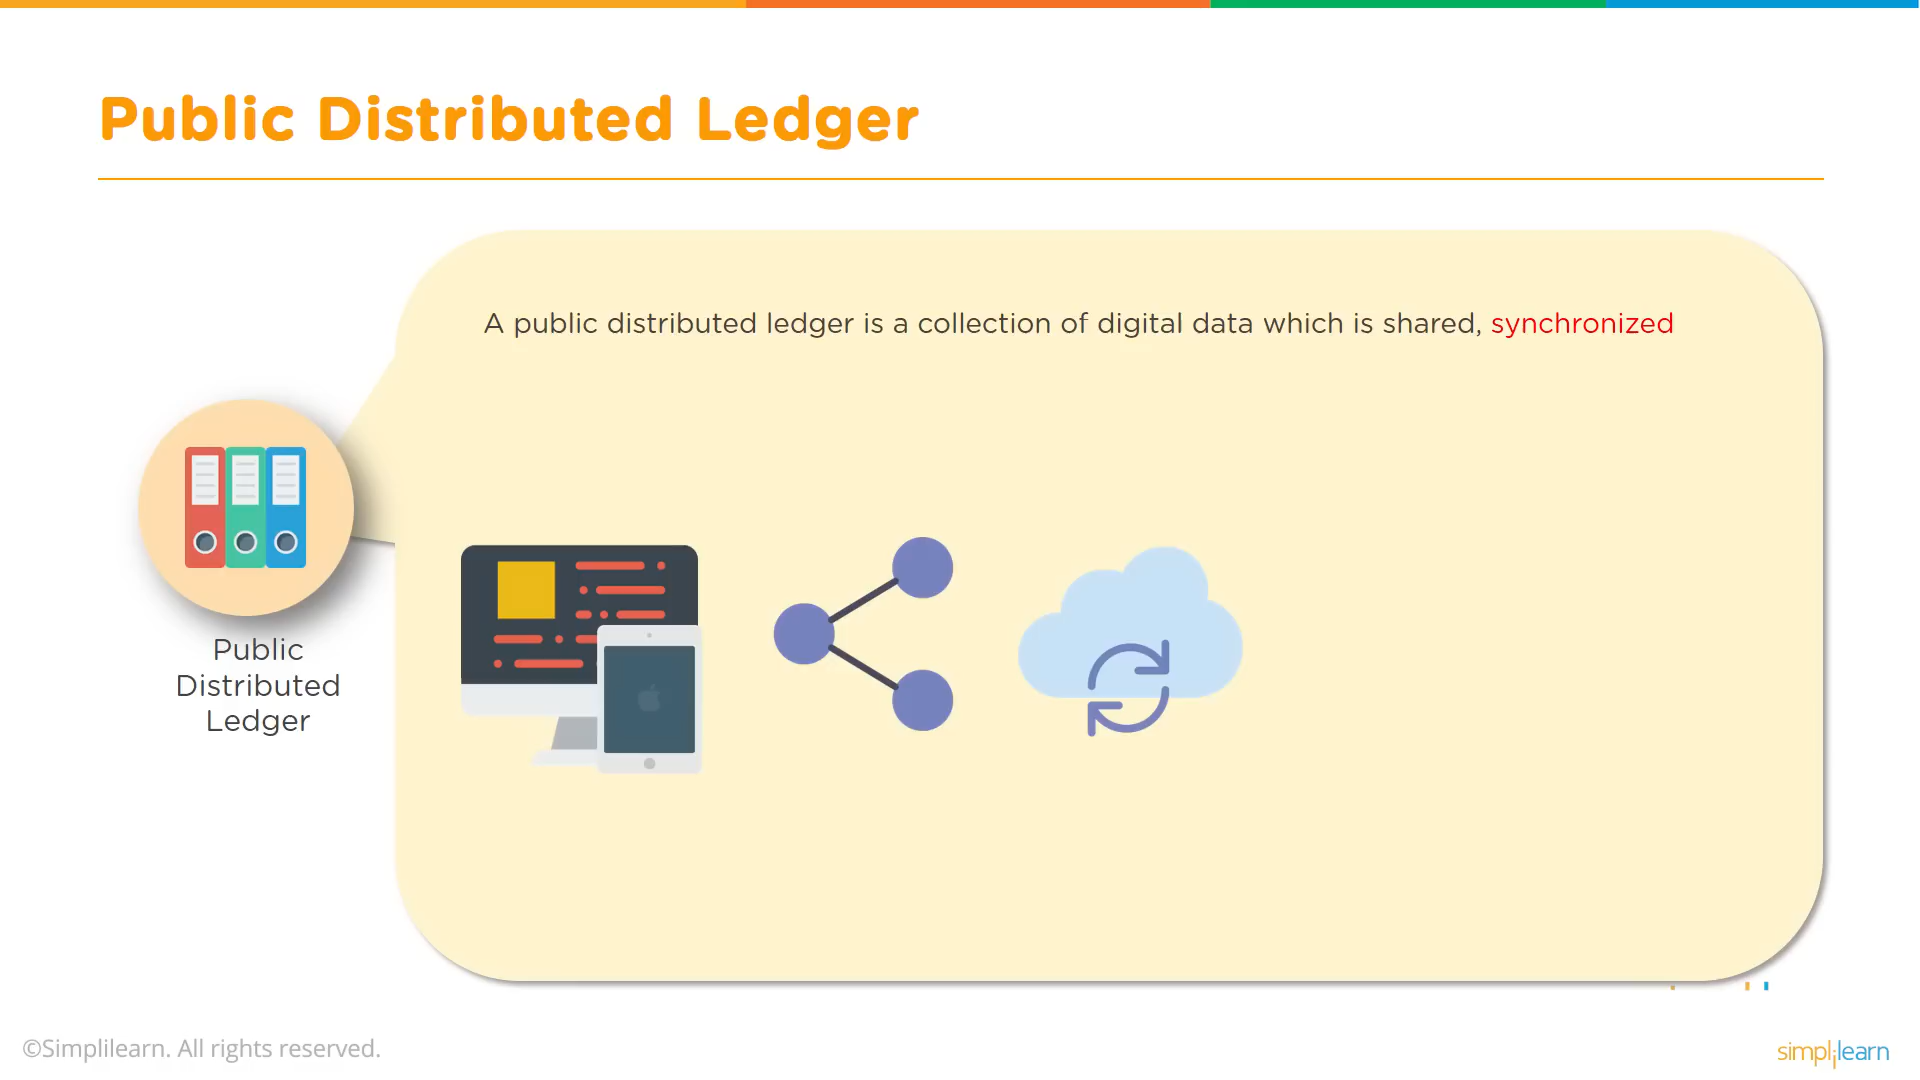 Public Distributed Ledger
A public distributed ledger is a collection of digital data which is shared, synchronized
Public
Distributed
Ledger
©Simplilearn. All rights reserved.
simplilearn